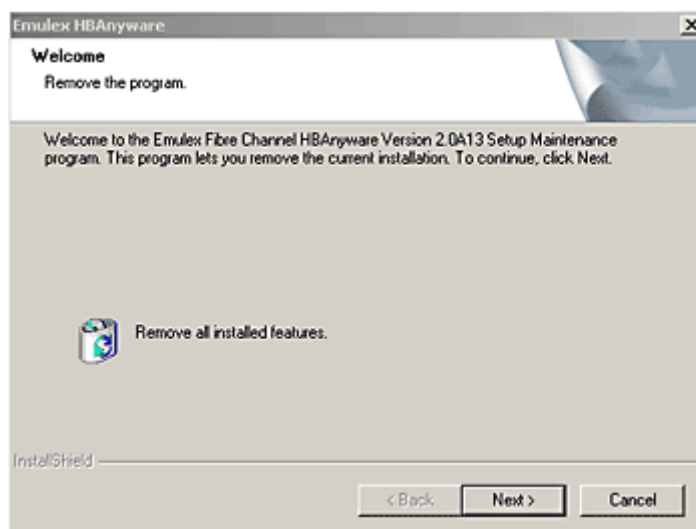 Emulex HBAnyware
Welcome
Remove the program.
Welcome to the Emulex Fibre Channel HBAnyware Version 2.0A13 Setup Maintenance
program. This program lets you remove the current installation. To continue, click Next.
Remove all installed features.
InstallShield
< Back
Next >
Cancel